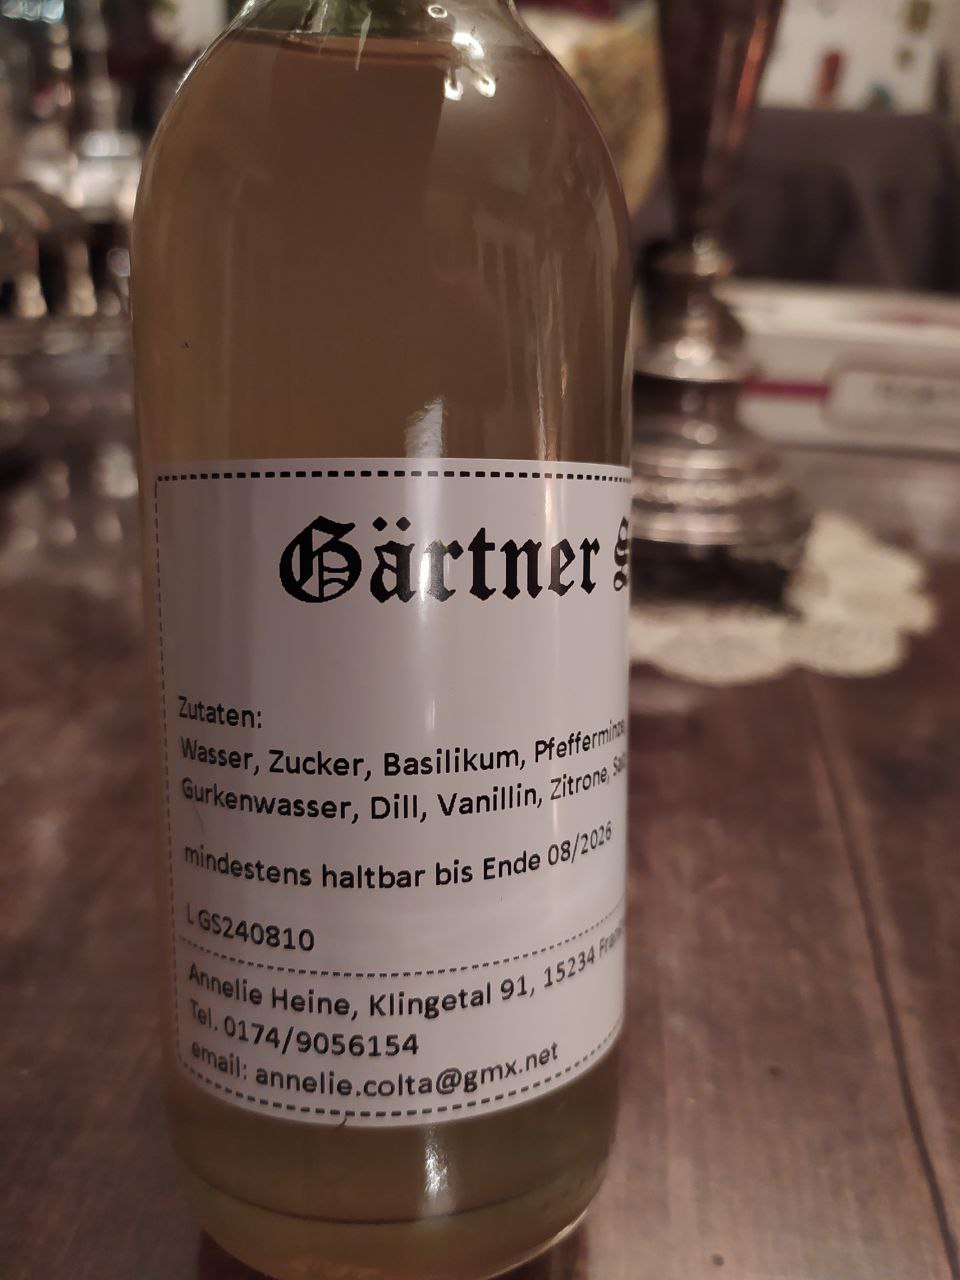 Gärtner
Zutaten:
Wasser, Zucker, Basilikum, Pfefferminze,
Gurkenwasser, Dill, Vanillin, Zitrone,
mindestens haltbar bis Ende 08/2026
L GS240810
Annelie Heine, Klingetal 91, 15234
Tel. 0174/9056154
email: annelie.colta@gmx.net